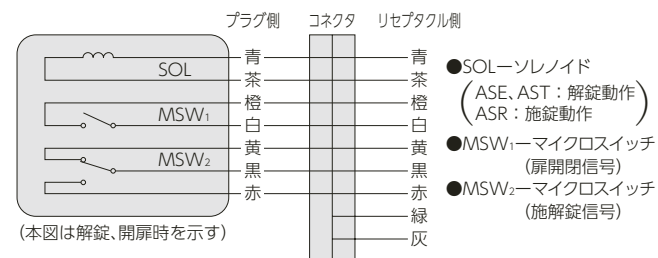 プラグ側 コネクタ リセプタクル側
SOL
MSW1
MSW2
青
茶
橙
白
黄
黒
赤
青
茶
橙
白
黄
黒
赤
緑
灰
(本図は解錠、開扉時を示す)
●SOLーソレノイド
(ASE、AST：解錠動作
ASR：施錠動作)
●MSW1ーマイクロスイッチ
(扉開閉信号)
●MSW2ーマイクロスイッチ
(施解錠信号)